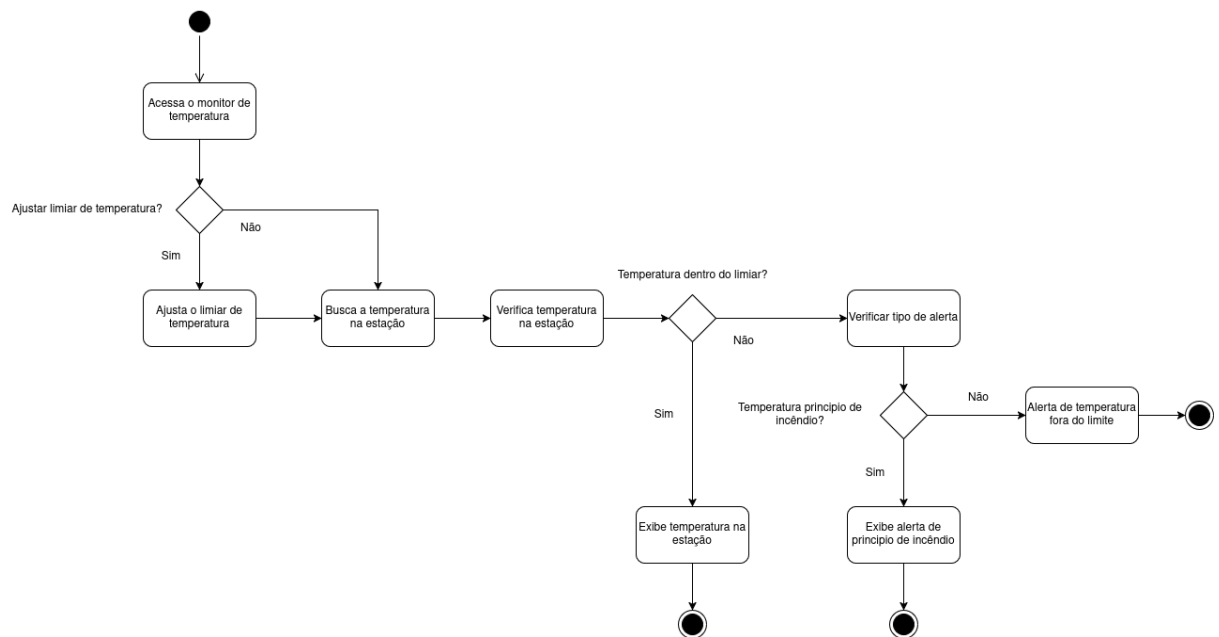 Acessa o monitor de
temperatura
Ajustar limiar de temperatura?
Não
Sim
Ajusta o limiar de
temperatura
Busca a temperatura
na estação
Verifica temperatura
na estação
Temperatura dentro do limiar?
Não
Sim
Verificar tipo de alerta
Temperatura principio de
incêndio?
Não
Sim
Alerta de temperatura
fora do limite
Exibe temperatura na
estação
Exibe alerta de
principio de incêndio